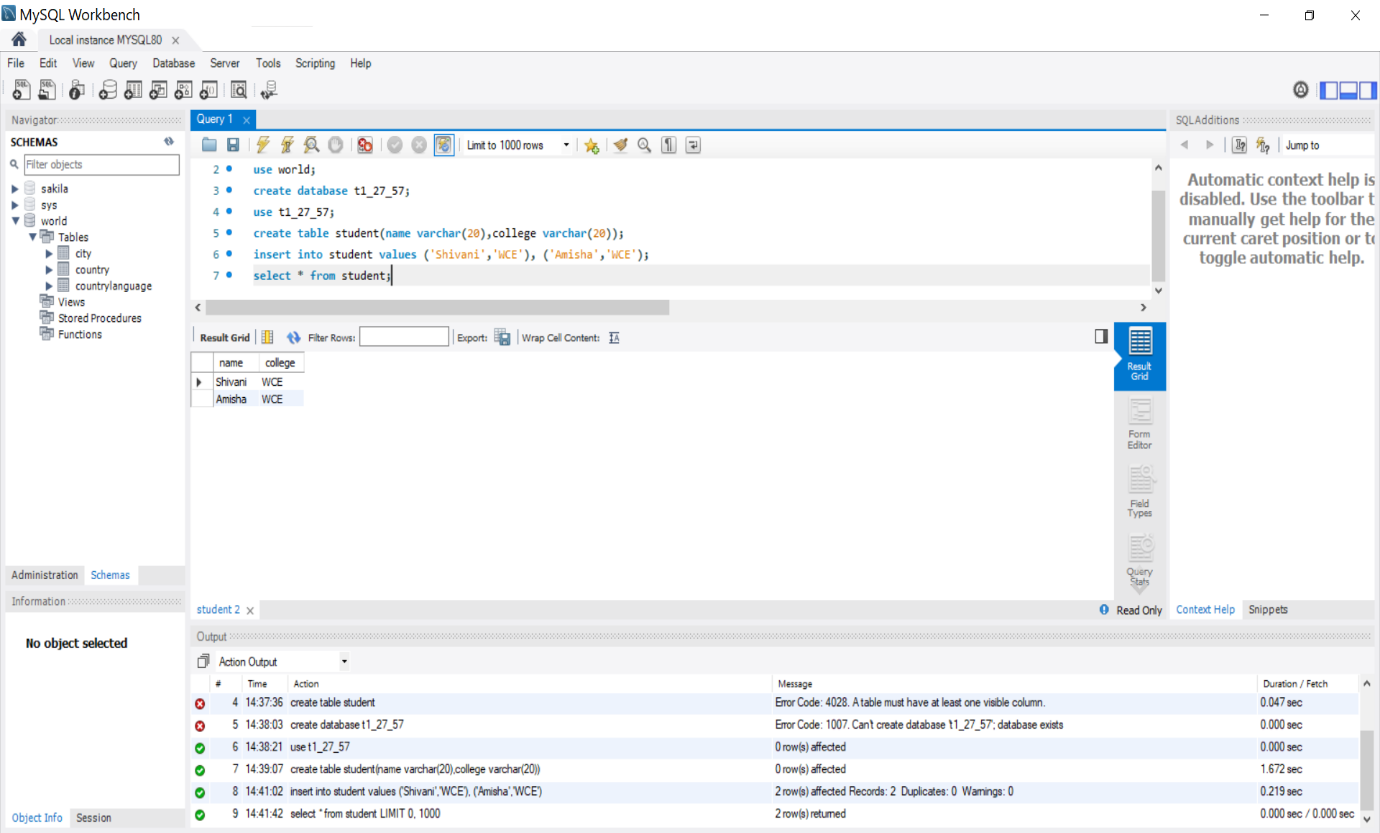 MySQL Workbench
Local instance MYSQL80
File Edit View Query Database Server Tools Scripting Help
Navigator
SCHEMAS
Filter objects
sakila
sys
world
Tables
city
country
countrylanguage
Views
Stored Procedures
Functions
Administration Schemas
Information
No object selected
Object Info Session
Query 1
Limit to 1000 rows
2 use world;
3 create database t1_27_57;
4 use t1_27_57;
5 create table student(name varchar(20),college varchar(20));
6 insert into student values ('Shivani','WCE'), ('Amisha','WCE');
7 select * from student;
Result Grid Filter Rows: Export: Wrap Cell Content:
name college
Shivani WCE
Amisha WCE
Result
Grid
Form
Editor
Field
Types
Query
Stats
student 2 Read Only
SQLAdditions
Jump to
Automatic context help is
disabled. Use the toolbar t
manually get help for the
current caret position or to
toggle automatic help.
Context Help Snippets
Output
Action Output
# Time Action Message Duration / Fetch
4 14:37:36 create table student Error Code: 4028. A table must have at least one visible column. 0.047 sec
5 14:38:03 create database t1_27_57 Error Code: 1007. Can't create database 't1_27_57'; database exists 0.000 sec
6 14:38:21 use t1_27_57 0 row(s) affected 0.000 sec
7 14:39:07 create table student(name varchar(20),college varchar(20)) 0 row(s) affected 1.672 sec
8 14:41:02 insert into student values ('Shivani','WCE'), ('Amisha','WCE') 2 row(s) affected Records: 2 Duplicates: 0 Warnings: 0 0.219 sec
9 14:41:42 select * from student LIMIT 0, 1000 2 row(s) returned 0.000 sec / 0.000 sec